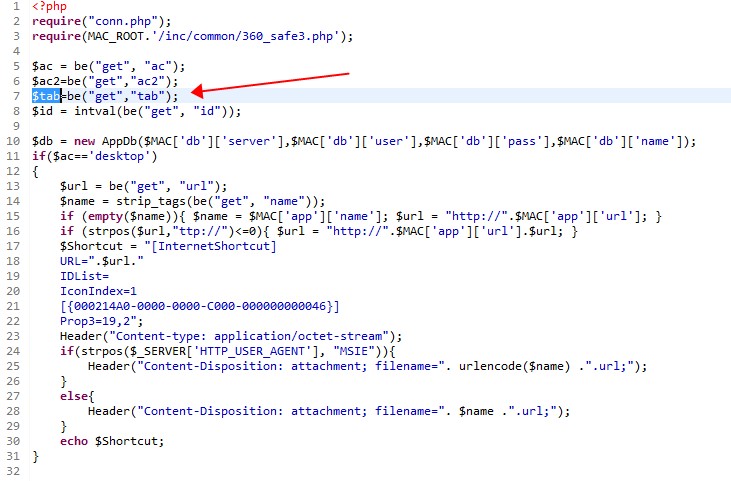 1 <?php
2 require("conn.php");
3 require(MAC_ROOT.'/inc/common/360_safe3.php');
4
5 $ac = be("get", "ac");
6 $ac2=be("get","ac2");
7 $tab=be("get","tab");
8 $id = intval(be("get", "id"));
9
10 $db = new AppDb($MAC['db']['server'],$MAC['db']['user'],$MAC['db']['pass'],$MAC['db']['name']);
11 if($ac=='desktop')
12 {
13 $url = be("get", "url");
14 $name = strip_tags(be("get", "name"));
15 if (empty($name)){ $name = $MAC['app']['name']; $url = "http://".$MAC['app']['url']; }
16 if (strpos($url,"ttp://")<=0){ $url = "http://".$MAC['app']['url'].$url; }
17 $Shortcut = "[InternetShortcut]
18 URL=".$url."
19 IDList=
20 IconIndex=1
21 [{000214A0-0000-0000-C000-000000000046}]
22 Prop3=19,2";
23 Header("Content-type: application/octet-stream");
24 if(strpos($_SERVER['HTTP_USER_AGENT'], "MSIE")){
25 Header("Content-Disposition: attachment; filename=". urlencode($name) .".url;");
26 }
27 else{
28 Header("Content-Disposition: attachment; filename=". $name .".url;");
29 }
30 echo $Shortcut;
31 }
32